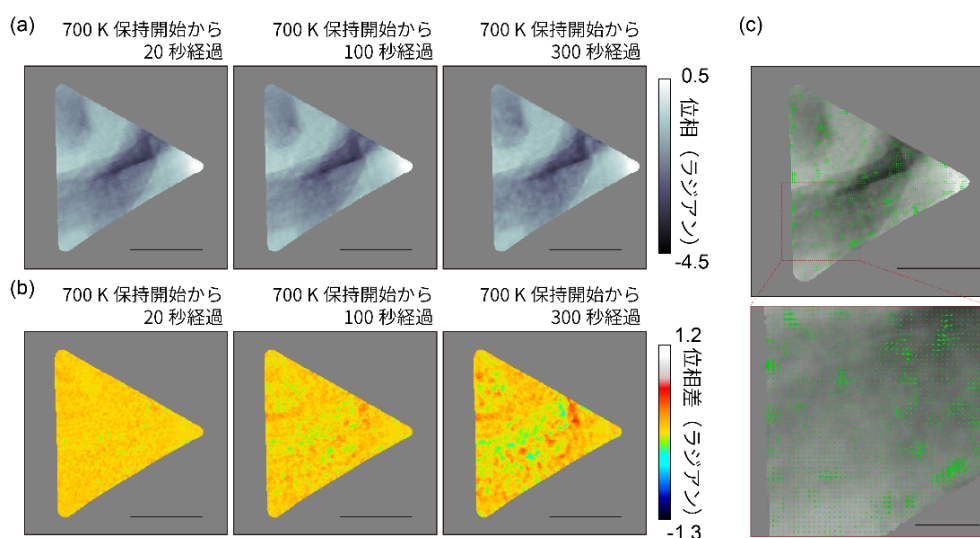 (a)
700 K 保持開始から
20 秒経過
700 K 保持開始から
100 秒経過
700 K 保持開始から
300 秒経過
0.5
位相（ラジアン）
-4.5
(b)
700 K 保持開始から
20 秒経過
700 K 保持開始から
100 秒経過
700 K 保持開始から
300 秒経過
1.2
位相差（ラジアン）
-1.3
(c)